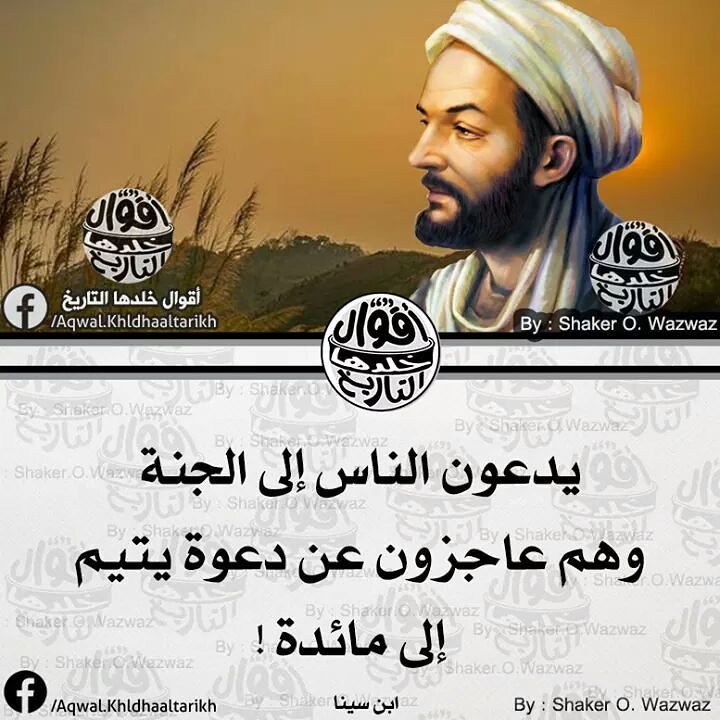 أقوال
خلدها
التاريخ
أقوال خلدها التاريخ
/Aqwal.Khldhaaltarikh
أقوال
خلدها
التاريخ
By : Shaker O. Wazwaz
أقوال
خلدها
التاريخ
يدعون الناس إلى الجنة
وهم عاجزون عن دعوة يتيم
إلى مائدة !
/Aqwal.Khldhaaltarikh
ابن سينا
By : Shaker O. Wazwaz